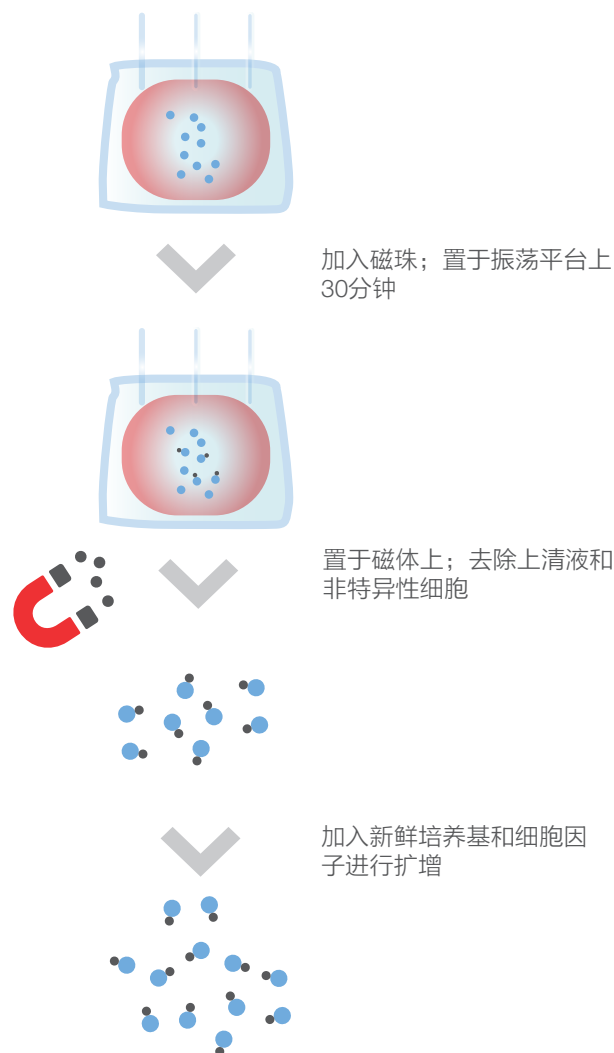 加入磁珠；置于振荡平台上
30分钟
置于磁体上；去除上清液和
非特异性细胞
加入新鲜培养基和细胞因
子进行扩增